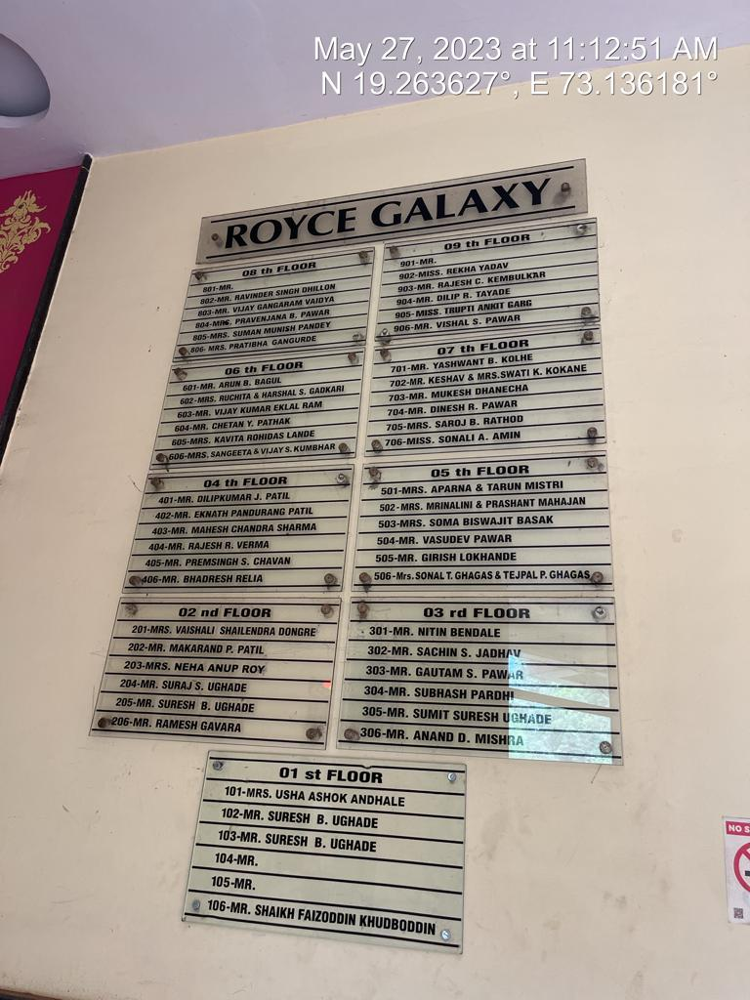 May 27, 2023 at 11:12:51 AM
N 19.263627°, E 73.136181°
ROYCE GALAXY
08 th FLOOR
801-MR.
802-MR. RAVINDER SINGH DHILLON
803-MR. VIJAY GANGARAM VAIDYA
804-MRS. PRAVENJANA B. PAWAR
805-MRS. SUMAN MUNISH PANDEY
806- MRS. PRATIBHA GANGURDE
09 th FLOOR
901-MR.
902-MISS. REKHA YADAV
903-MR. RAJESH C. KEMBULKAR
904-MR. DILIP R. TAYADE
905-MISS. TRUPTI ANKIT GARG
906-MR. VISHAL S. PAWAR
06 th FLOOR
601-MR. ARUN B. BAGUL
602-MRS. RUCHITA & HARSHAL S. GADKARI
603-MR. VIJAY KUMAR EKLAL RAM
604-MR. CHETAN Y. PATHAK
605-MRS. KAVITA ROHIDAS LANDE
606-MRS. SANGEETA & VIJAY S. KUMBHAR
07 th FLOOR
701-MR. YASHWANT B. KOLHE
702-MR. KESHAV & MRS.SWATI K. KOKANE
703-MR. MUKESH DHANECHA
704-MR. DINESH R. PAWAR
705-MRS. SAROJ B. RATHOD
706-MISS. SONALI A. AMIN
04 th FLOOR
401-MR. DILIPKUMAR J. PATIL
402-MR. EKNATH PANDURANG PATIL
403-MR. MAHESH CHANDRA SHARMA
404-MR. RAJESH R. VERMA
405-MR. PREMSINGH S. CHAVAN
406-MR. BHADRESH RELIA
05 th FLOOR
501-MRS. APARNA & TARUN MISTRI
502-MRS. MRINALINI & PRASHANT MAHAJAN
503-MRS. SOMA BISWAJIT BASAK
504-MR. VASUDEV PAWAR
505-MR. GIRISH LOKHANDE
506-Mrs. SONAL T. GHAGAS & TEJPAL P. GHAGAS
02 nd FLOOR
201-MRS. VAISHALI SHAILENDRA DONGRE
202-MR. MAKARAND P. PATIL
203-MRS. NEHA ANUP ROY
204-MR. SURAJ S. UGHADE
205-MR. SURESH B. UGHADE
206-MR. RAMESH GAVARA
03 rd FLOOR
301-MR. NITIN BENDALE
302-MR. SACHIN S. JADHAV
303-MR. GAUTAM S. PAWAR
304-MR. SUBHASH PARDHI
305-MR. SUMIT SURESH UGHADE
306-MR. ANAND D. MISHRA
01 st FLOOR
101-MRS. USHA ASHOK ANDHALE
102-MR. SURESH B. UGHADE
103-MR. SURESH B. UGHADE
104-MR.
105-MR.
106-MR. SHAIKH FAIZODDIN KHUDBODDIN
NO